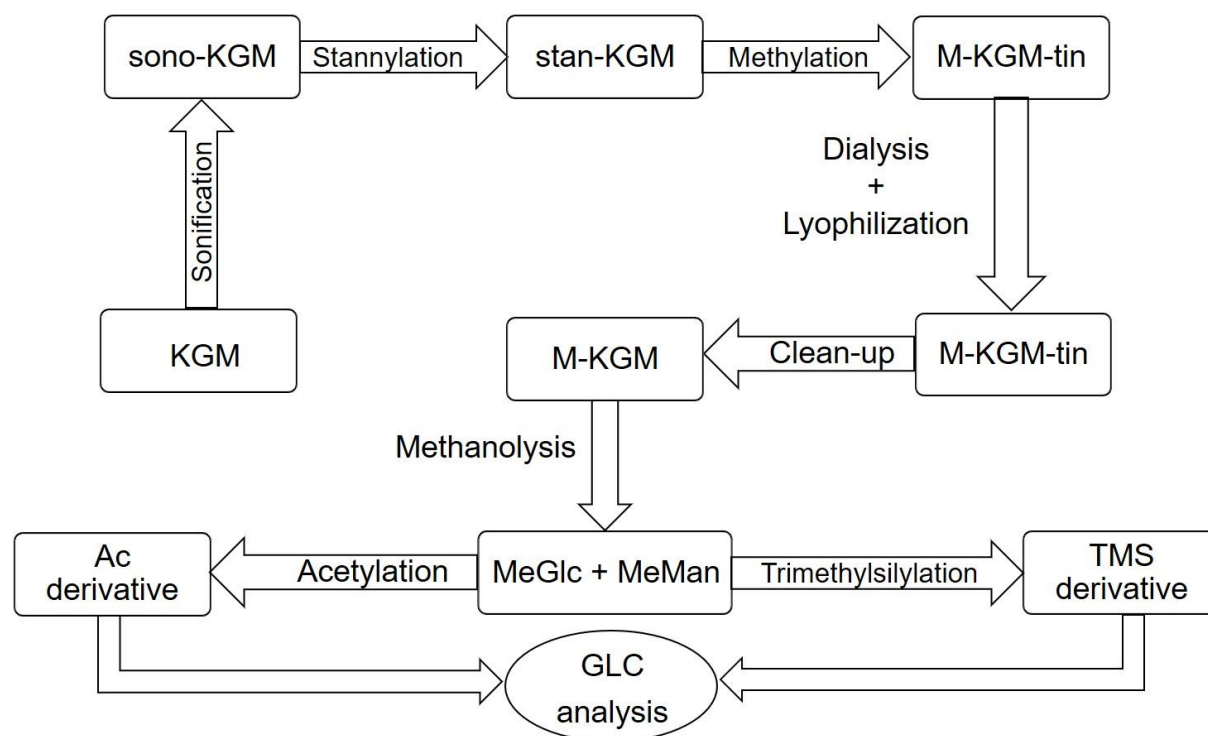 sono-KGM
Stannylation
stan-KGM
Methylation
M-KGM-tin
Sonification
Dialysis
+
Lyophilization
KGM
M-KGM
Clean-up
M-KGM-tin
Methanolysis
Ac
derivative
Acetylation
MeGlc + MeMan
Trimethylsilylation
TMS
derivative
GLC
analysis